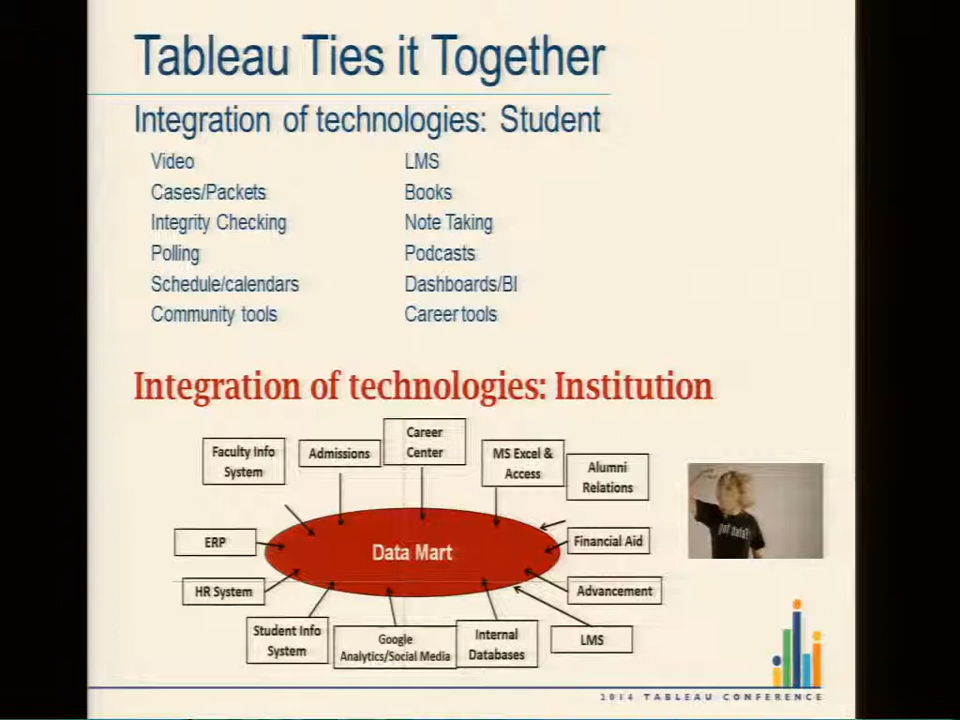 Tableau Ties it Together
Integration of technologies: Student
Video
Cases/Packets
Integrity Checking
Polling
Schedule/calendars
Community tools
LMS
Books
Note Taking
Podcasts
Dashboards/BI
Career tools
Integration of technologies: Institution
Faculty Info
System
Admissions
Career
Center
MS Excel &
Access
Alumni
Relations
ERP
Data Mart
Financial Aid
HR System
Advancement
Student Info
System
Google
Analytics/Social Media
Internal
Databases
LMS
got data?
2014 TABLEAU CONFERENCE